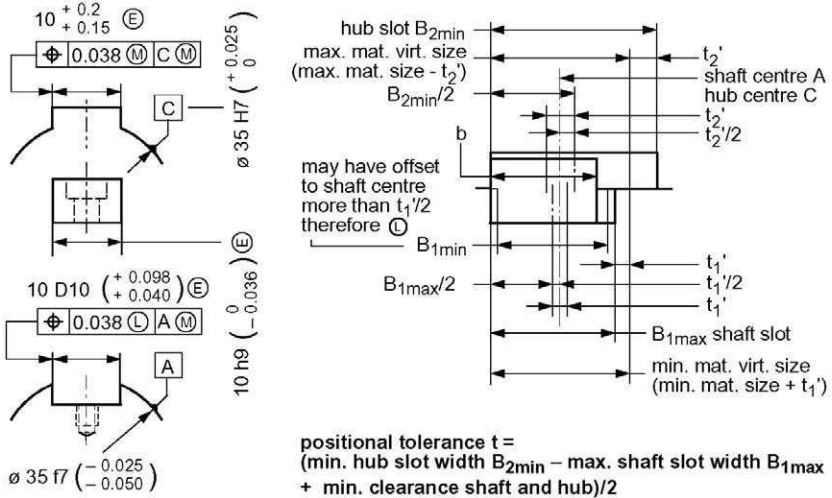 10 + 0.2 + 0.15 Ⓔ
⌖ 0.038 Ⓜ C Ⓜ
C
ø 35 H7 ( + 0.025 0 )
Ⓔ
10 D10 ( + 0.098 + 0.040 ) Ⓔ
⌖ 0.038 Ⓛ A Ⓜ
10 h9 ( 0 − 0.036 )
A
ø 35 f7 ( − 0.025 − 0.050 )
hub slot B2min
max. mat. virt. size
(max. mat. size - t2')
t2'
shaft centre A
hub centre C
B2min/2
t2'
t2'/2
b
may have offset
to shaft centre
more than t1'/2
therefore Ⓛ
B1min
t1'
B1max/2
t1'/2
t1'
B1max shaft slot
min. mat. virt. size
(min. mat. size + t1')
positional tolerance t =
(min. hub slot width B2min − max. shaft slot width B1max
+ min. clearance shaft and hub)/2